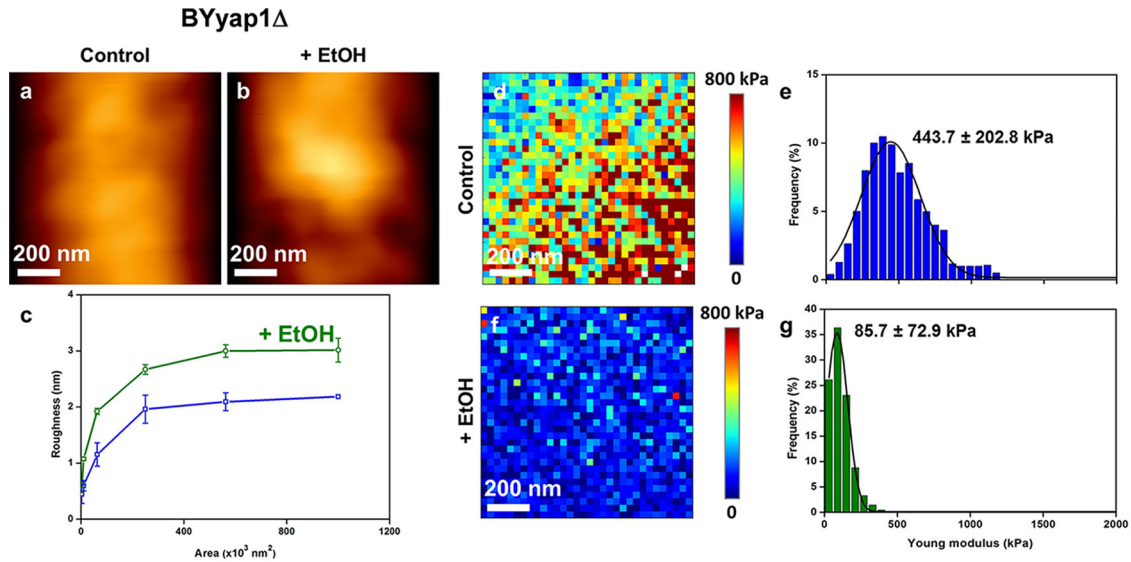 BYyap1Δ
Control
+ EtOH
a
200 nm
b
200 nm
c
+ EtOH
Roughness (nm)
4
3
2
1
0
0
400
800
1200
Area (x10³ nm²)
Control
d
200 nm
800 kPa
0
e
443.7 ± 202.8 kPa
Frequency (%)
15
10
5
0
+ EtOH
f
200 nm
800 kPa
0
g
85.7 ± 72.9 kPa
Frequency (%)
40
35
30
25
20
15
10
5
0
0
500
1000
1500
2000
Young modulus (kPa)